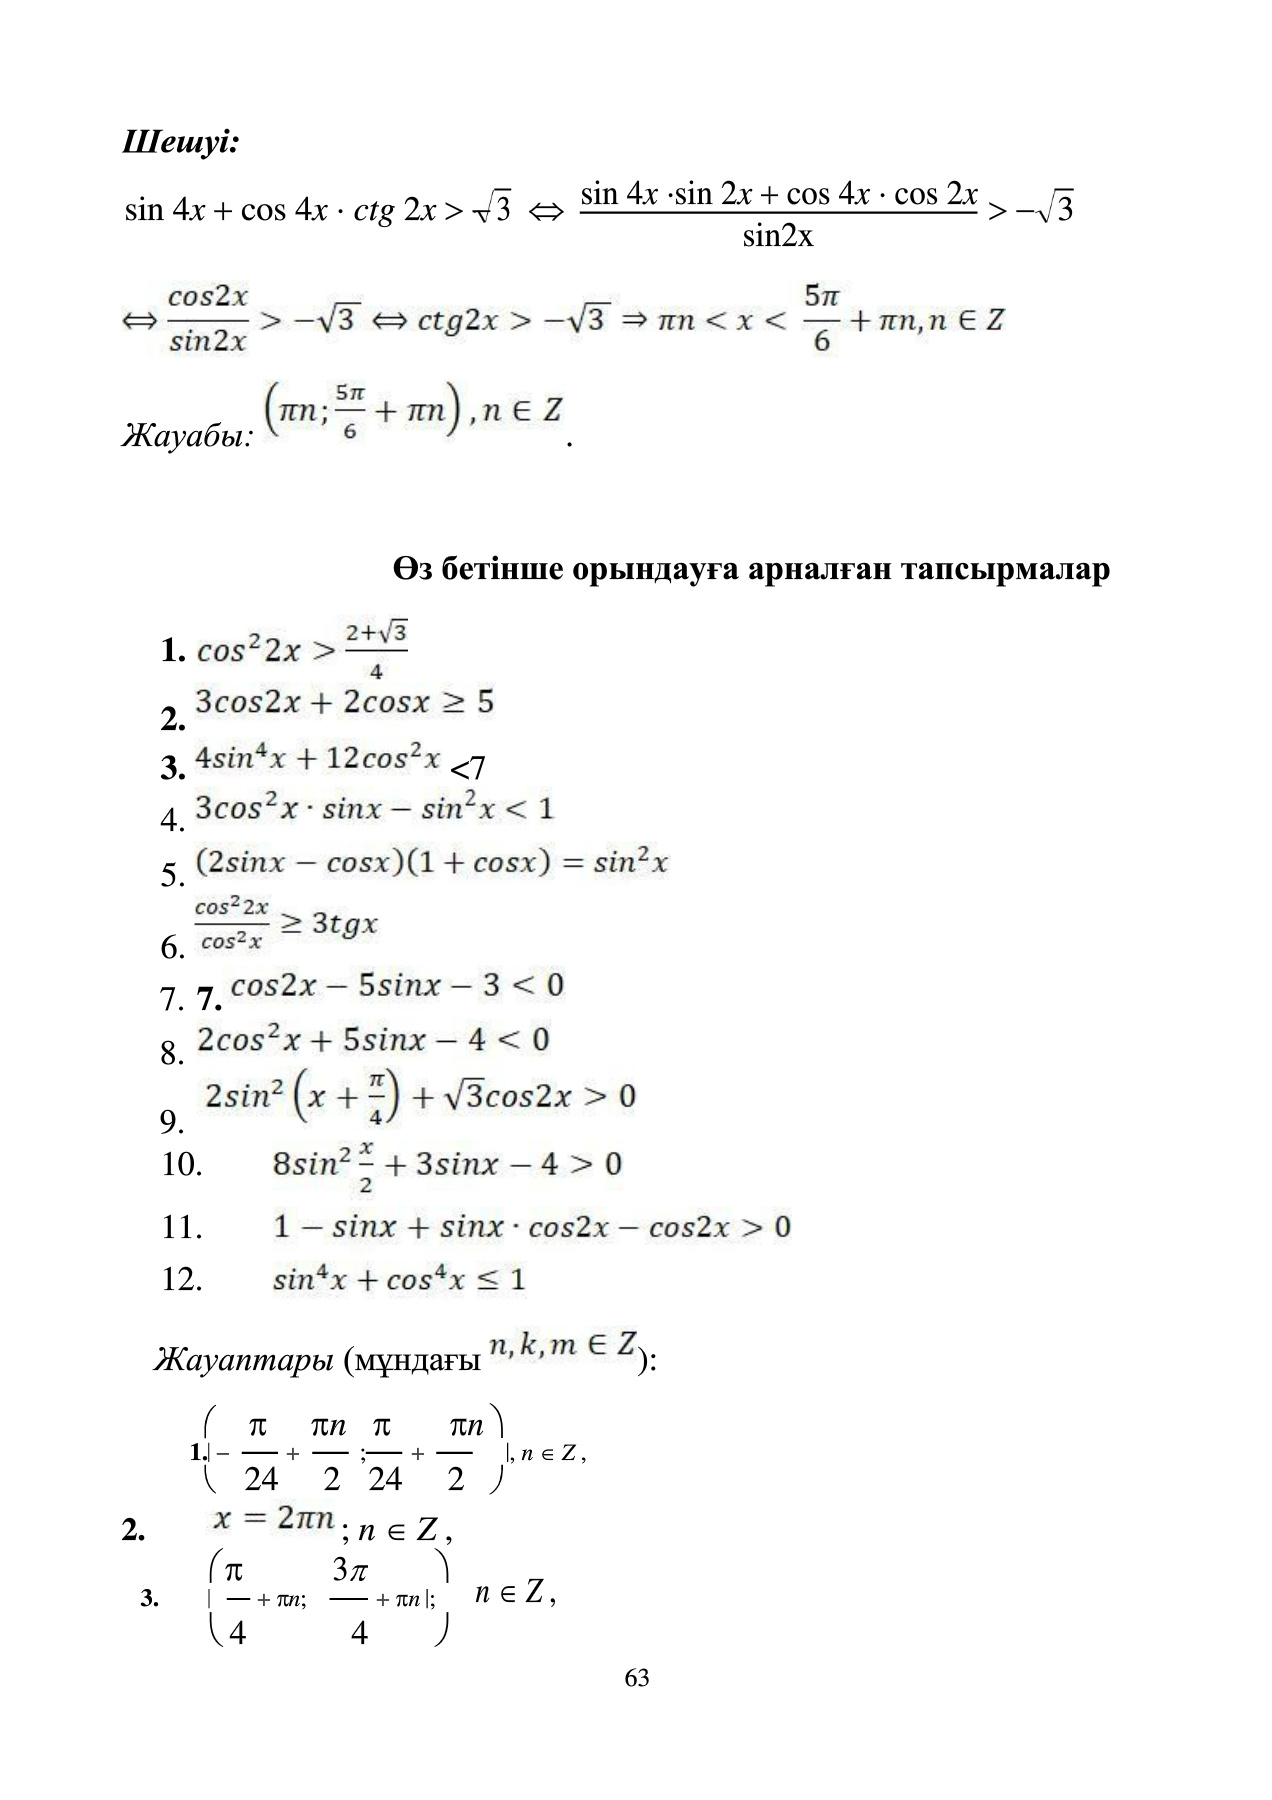 Шешуі:
sin 4x + cos 4x · ctg 2x > -√3 ⇔ (sin 4x ·sin 2x + cos 4x · cos 2x)/(sin2x) > −√3
⇔ cos2x/sin2x > −√3 ⇔ ctg2x > −√3 ⇒ πn < x < 5π/6 + πn, n ∈ Z
Жауабы: (πn; 5π/6 + πn), n ∈ Z.
Өз бетінше орындауға арналған тапсырмалар
1. cos²2x > (2+√3)/4
2. 3cos2x + 2cosx ≥ 5
3. 4sin⁴x + 12cos²x <7
4. 3cos²x · sinx − sin²x < 1
5. (2sinx − cosx)(1 + cosx) = sin²x
6. cos²2x/cos²x ≥ 3tgx
7. 7. cos2x − 5sinx − 3 < 0
8. 2cos²x + 5sinx − 4 < 0
9. 2sin²(x + π/4) + √3cos2x > 0
10. 8sin² x/2 + 3sinx − 4 > 0
11. 1 − sinx + sinx · cos2x − cos2x > 0
12. sin⁴x + cos⁴x ≤ 1
Жауаптары (мұндағы n, k, m ∈ Z):
1. (− π/24 + πn/2 ; π/24 + πn/2), n ∈ Z,
2. x = 2πn ; n ∈ Z,
3. (π/4 + πn; 3π/4 + πn); n ∈ Z,
63